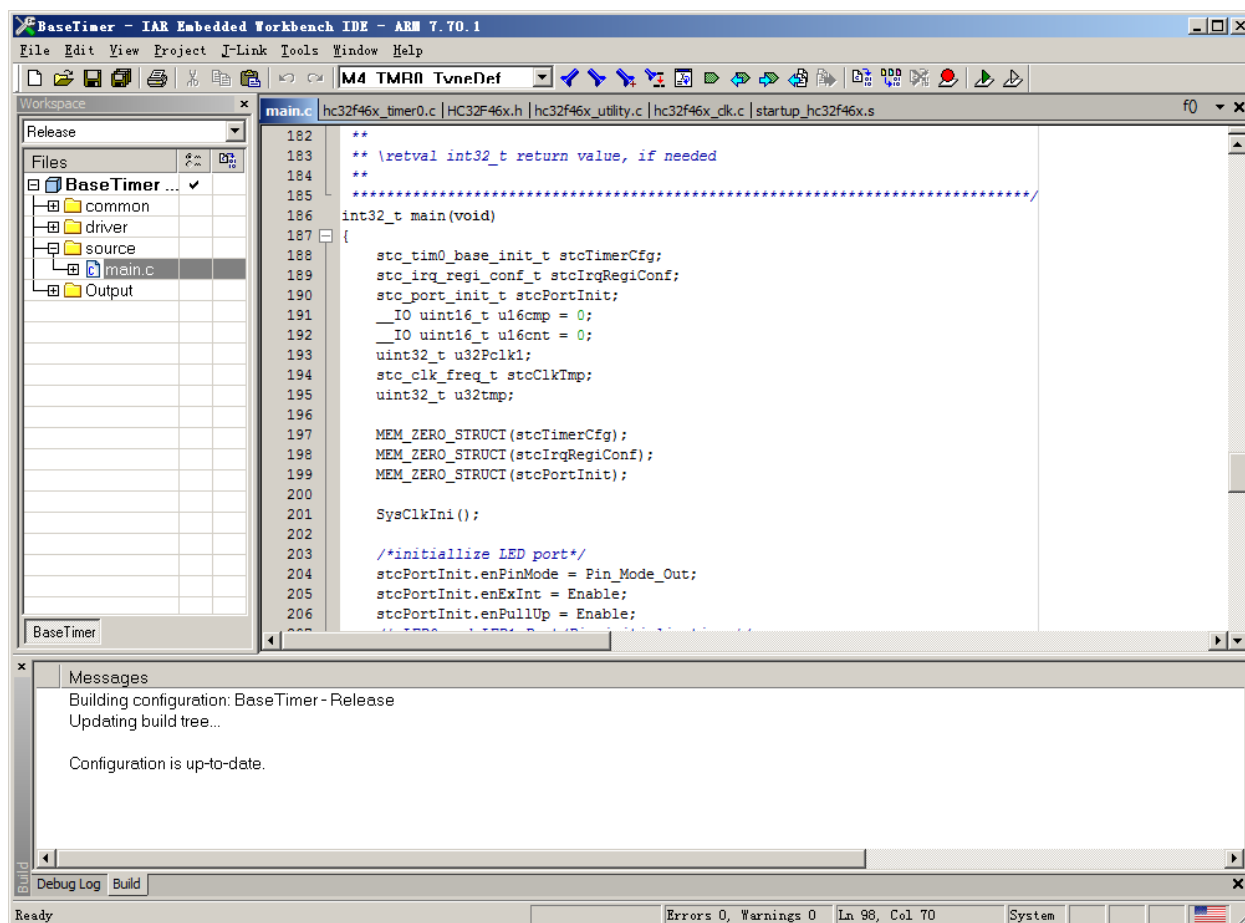 BaseTimer - IAR Embedded Workbench IDE - ARM 7.70.1
File Edit View Project J-Link Tools Window Help
M4_TMR0_TypeDef
Workspace
Release
Files
BaseTimer ...
common
driver
source
main.c
Output
BaseTimer
main.c hc32f46x_timer0.c HC32F46x.h hc32f46x_utility.c hc32f46x_clk.c startup_hc32f46x.s f()
182 **
183 ** \retval int32_t return value, if needed
184 **
185 ******************************************************************************/
186 int32_t main(void)
187 {
188 stc_tim0_base_init_t stcTimerCfg;
189 stc_irq_regi_conf_t stcIrqRegiConf;
190 stc_port_init_t stcPortInit;
191 __IO uint16_t u16cmp = 0;
192 __IO uint16_t u16cnt = 0;
193 uint32_t u32Pclk1;
194 stc_clk_freq_t stcClkTmp;
195 uint32_t u32tmp;
196
197 MEM_ZERO_STRUCT(stcTimerCfg);
198 MEM_ZERO_STRUCT(stcIrqRegiConf);
199 MEM_ZERO_STRUCT(stcPortInit);
200
201 SysClkIni();
202
203 /*initiallize LED port*/
204 stcPortInit.enPinMode = Pin_Mode_Out;
205 stcPortInit.enExInt = Enable;
206 stcPortInit.enPullUp = Enable;
Messages
Building configuration: BaseTimer - Release
Updating build tree...
Configuration is up-to-date.
Build
Debug Log Build
Ready Errors 0, Warnings 0 Ln 98, Col 70 System